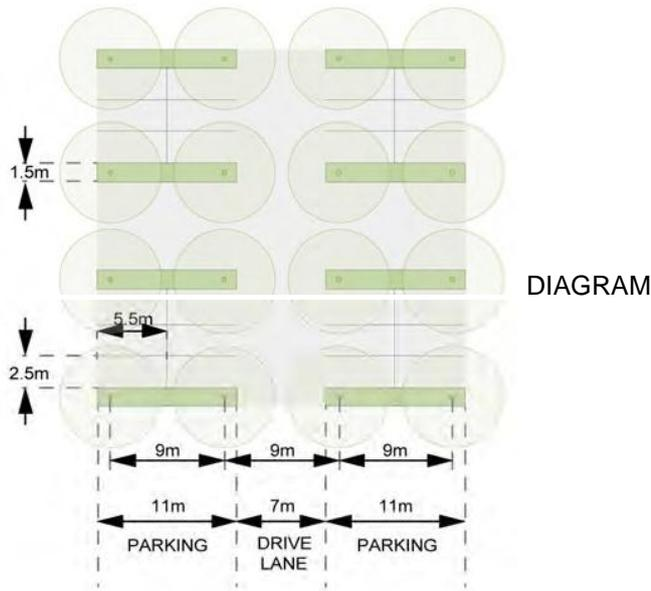 1.5m
DIAGRAM
5.5m
2.5m
9m 9m 9m
11m 7m 11m
PARKING DRIVE LANE PARKING